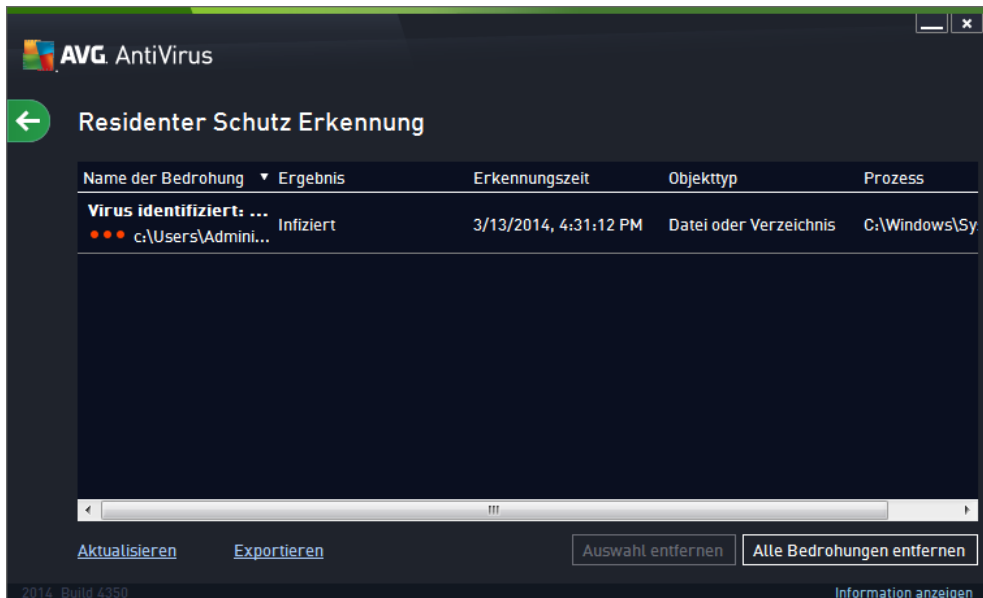 AVG. AntiVirus
Residenter Schutz Erkennung
Name der Bedrohung ▼ Ergebnis Erkennungszeit Objekttyp Prozess
Virus identifiziert: ...
c:\Users\Admini... Infiziert 3/13/2014, 4:31:12 PM Datei oder Verzeichnis C:\Windows\Sy
Aktualisieren Exportieren Auswahl entfernen Alle Bedrohungen entfernen
2014 Build 4350 Information anzeigen